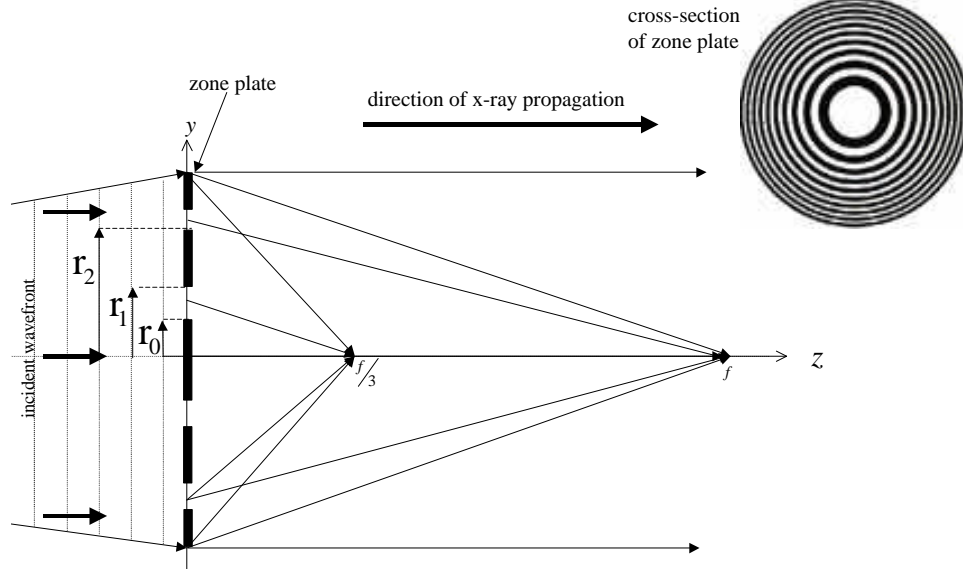 cross-section
of zone plate
zone plate
direction of x-ray propagation
y
r2
r1
r0
incident wavefront
f/3
f
z